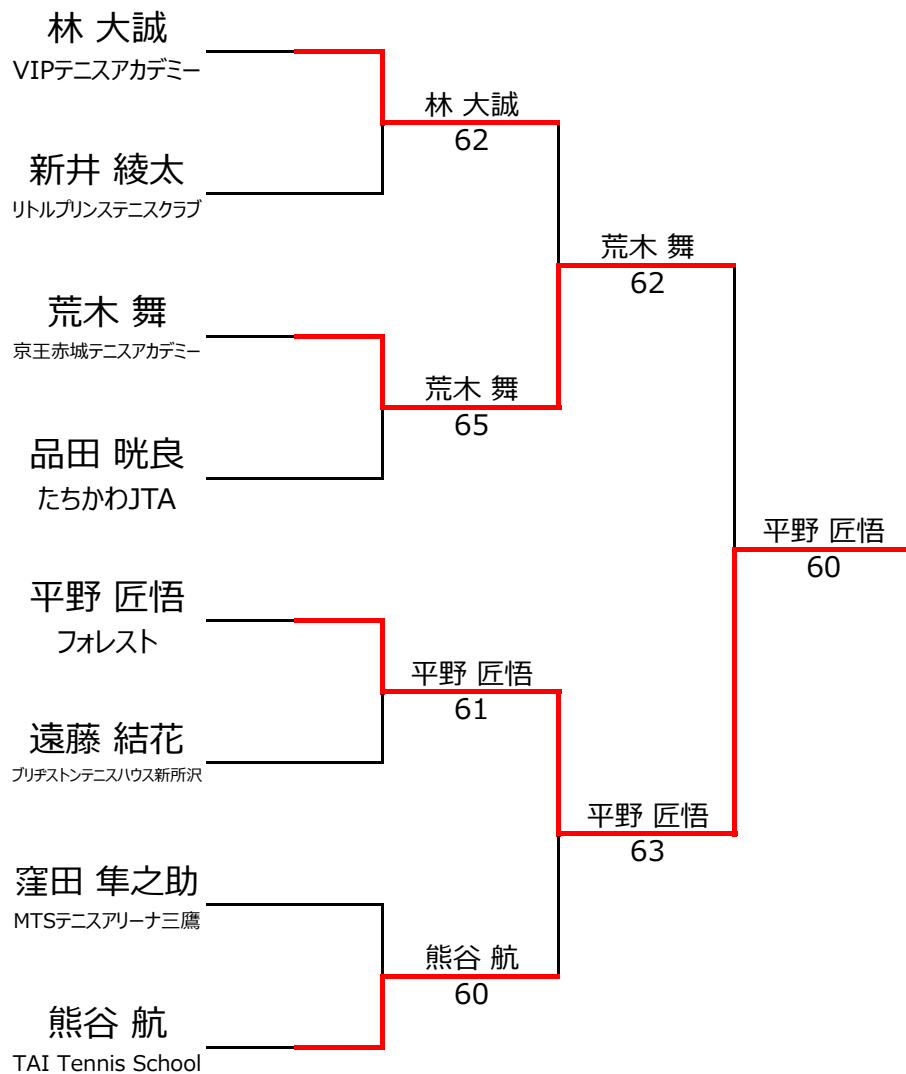 林 大誠
VIPテニスアカデミー
新井 綾太
リトルプリンステニスクラブ
荒木 舞
京王赤城テニスアカデミー
品田 晄良
たちかわJTA
平野 匠悟
フォレスト
遠藤 結花
ブリヂストンテニスハウス新所沢
窪田 隼之助
MTSテニスアリーナ三鷹
熊谷 航
TAI Tennis School
林 大誠
62
荒木 舞
65
平野 匠悟
61
熊谷 航
60
荒木 舞
62
平野 匠悟
63
平野 匠悟
60